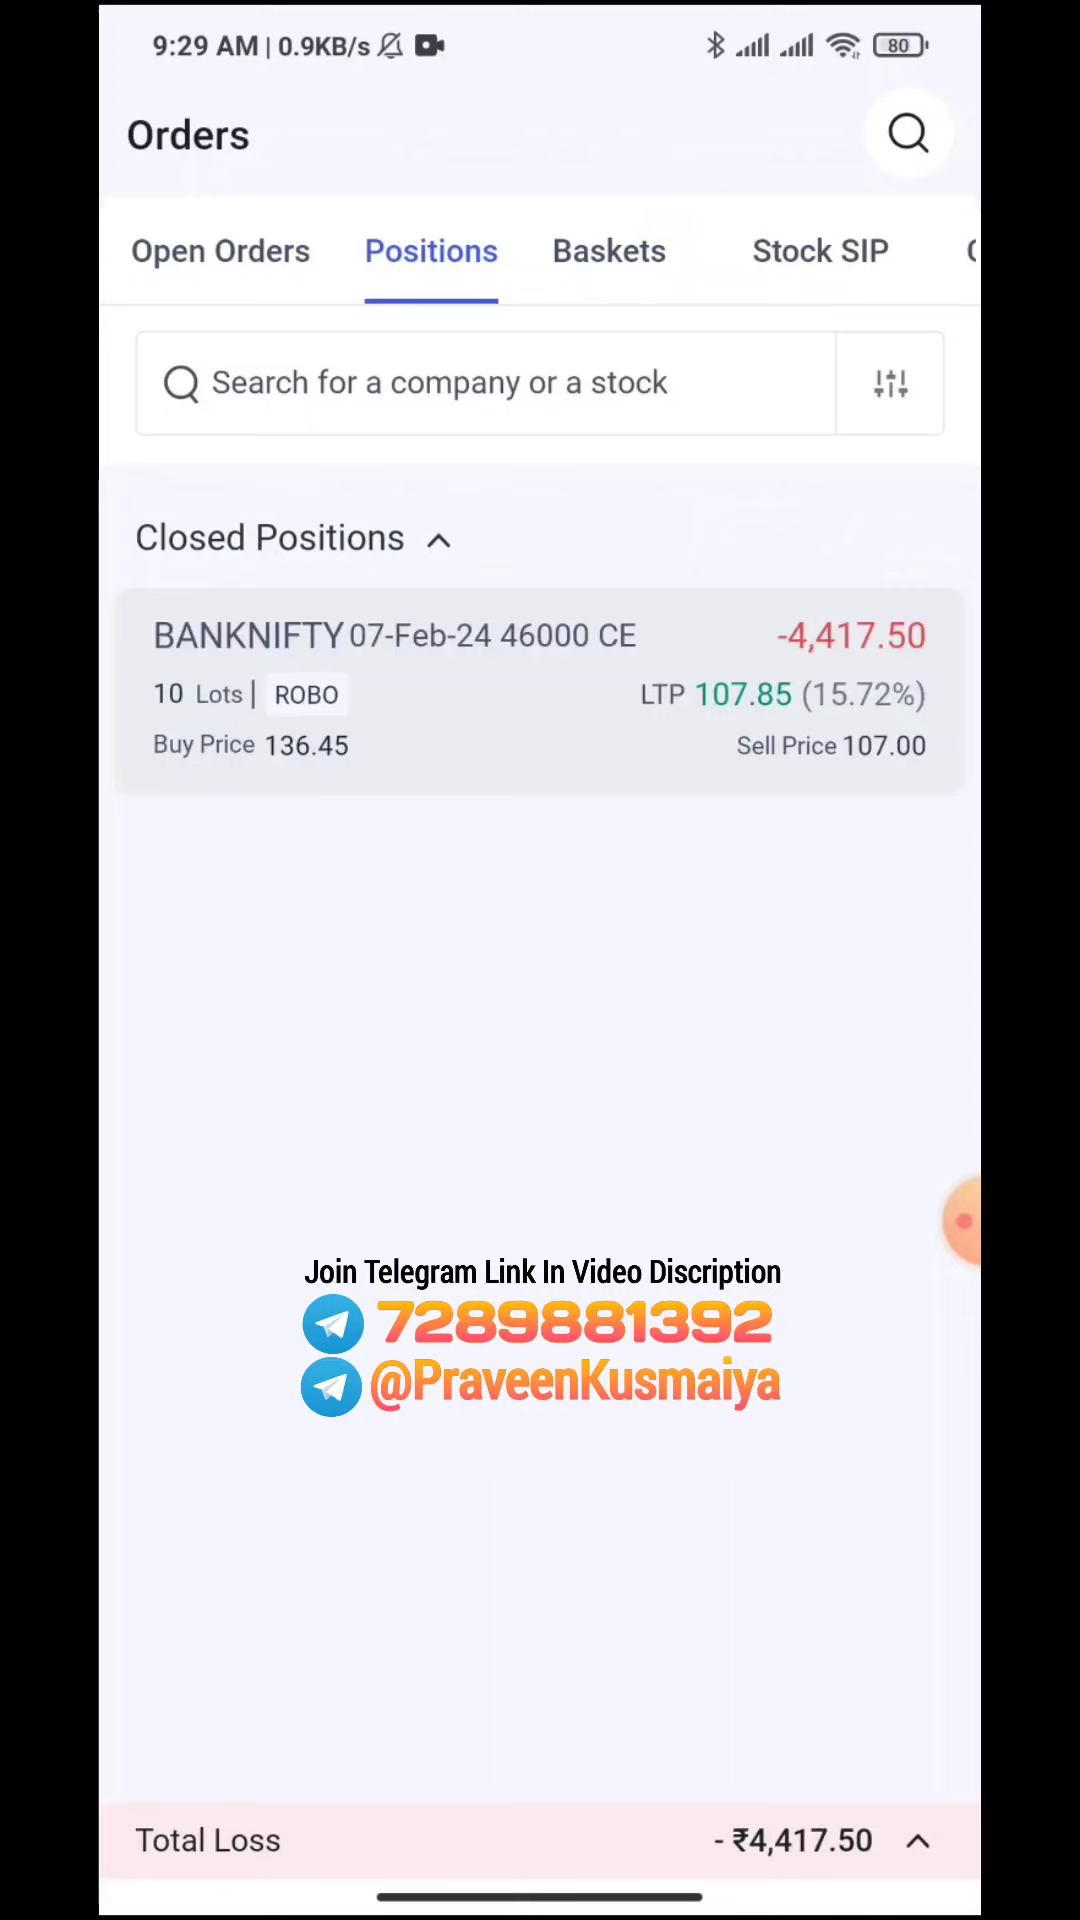 9:29 AM | 0.9KB/s
80
Orders
Open Orders Positions Baskets Stock SIP
Search for a company or a stock
Closed Positions
BANKNIFTY 07-Feb-24 46000 CE -4,417.50
10 Lots | ROBO LTP 107.85 (15.72%)
Buy Price 136.45 Sell Price 107.00
Join Telegram Link In Video Discription
7289881392
@PraveenKusmaiya
Total Loss - ₹4,417.50